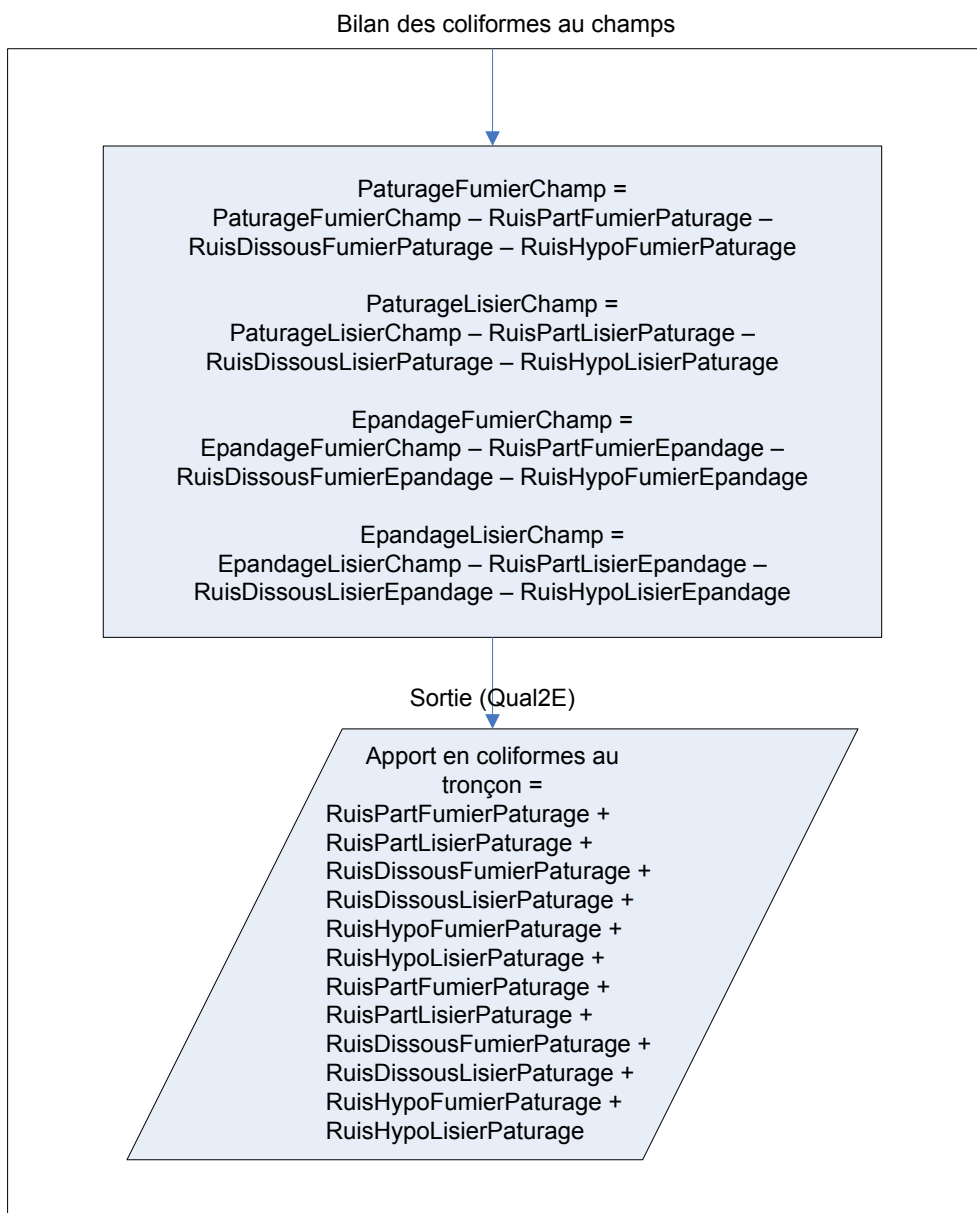 Bilan des coliformes au champs
PaturageFumierChamp =
PaturageFumierChamp – RuisPartFumierPaturage –
RuisDissousFumierPaturage – RuisHypoFumierPaturage
PaturageLisierChamp =
PaturageLisierChamp – RuisPartLisierPaturage –
RuisDissousLisierPaturage – RuisHypoLisierPaturage
EpandageFumierChamp =
EpandageFumierChamp – RuisPartFumierEpandage –
RuisDissousFumierEpandage – RuisHypoFumierEpandage
EpandageLisierChamp =
EpandageLisierChamp – RuisPartLisierEpandage –
RuisDissousLisierEpandage – RuisHypoLisierEpandage
Sortie (Qual2E)
Apport en coliformes au
tronçon =
RuisPartFumierPaturage +
RuisPartLisierPaturage +
RuisDissousFumierPaturage +
RuisDissousLisierPaturage +
RuisHypoFumierPaturage +
RuisHypoLisierPaturage +
RuisPartFumierPaturage +
RuisPartLisierPaturage +
RuisDissousFumierPaturage +
RuisDissousLisierPaturage +
RuisHypoFumierPaturage +
RuisHypoLisierPaturage